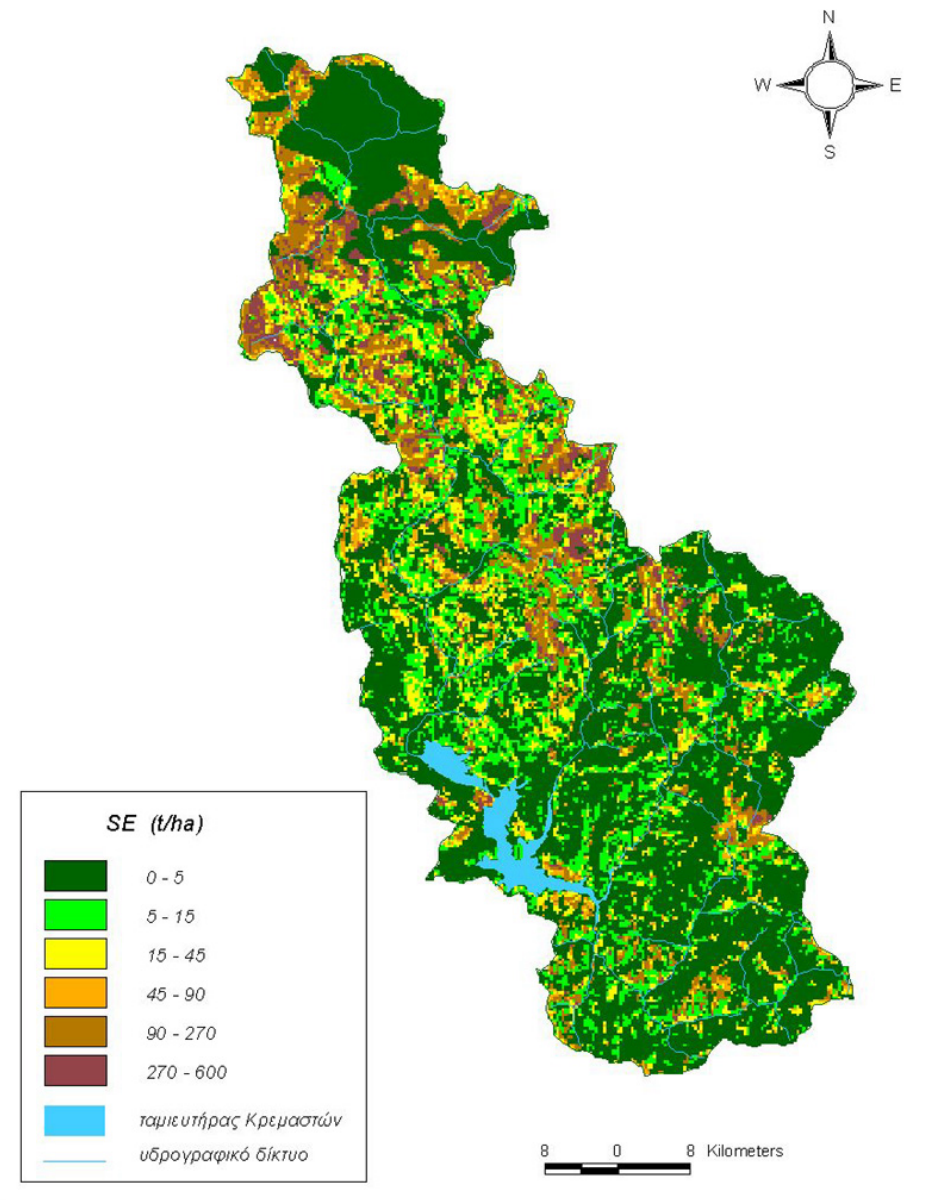 N
W E
S
SE (t/ha)
0 - 5
5 - 15
15 - 45
45 - 90
90 - 270
270 - 600
ταμιευτήρας Κρεμαστών
υδρογραφικό δίκτυο
8 0 8 Kilometers